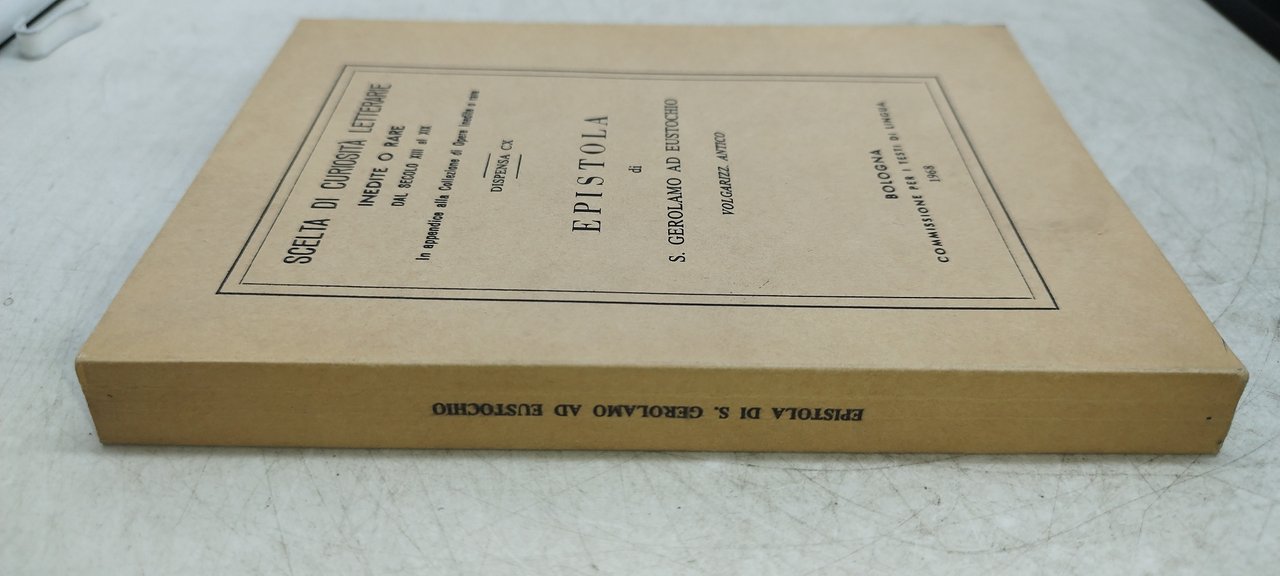 SCELTA DI CURIOSITÀ LETTERARIE
INEDITE O RARE
DAL SECOLO XIII al XIX
In appendice alla Collezione di Opere inedite o rare
DISPENSA CX
EPISTOLA
di
S. GEROLAMO AD EUSTOCHIO
VOLGARIZZ. ANTICO
BOLOGNA
COMMISSIONE PER I TESTI DI LINGUA
1968
EPISTOLA DI S. GEROLAMO AD EUSTOCHIO